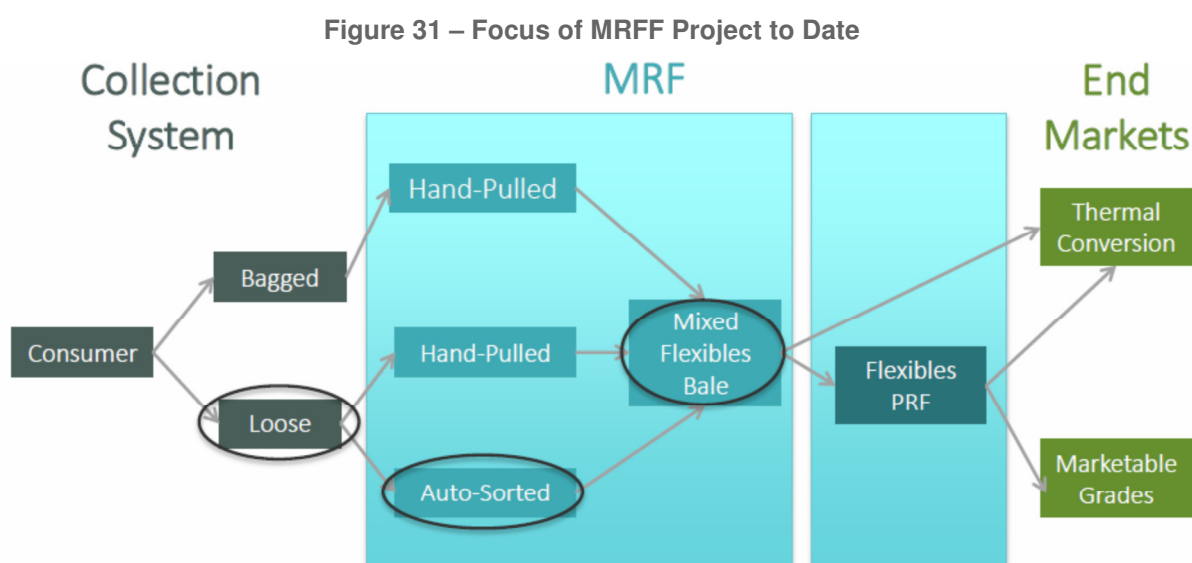 Figure 31 – Focus of MRFF Project to Date
Collection
System
MRF
End
Markets
Hand-Pulled
Thermal
Conversion
Bagged
Mixed
Flexibles
Bale
Consumer
Hand-Pulled
Flexibles
PRF
Loose
Auto-Sorted
Marketable
Grades